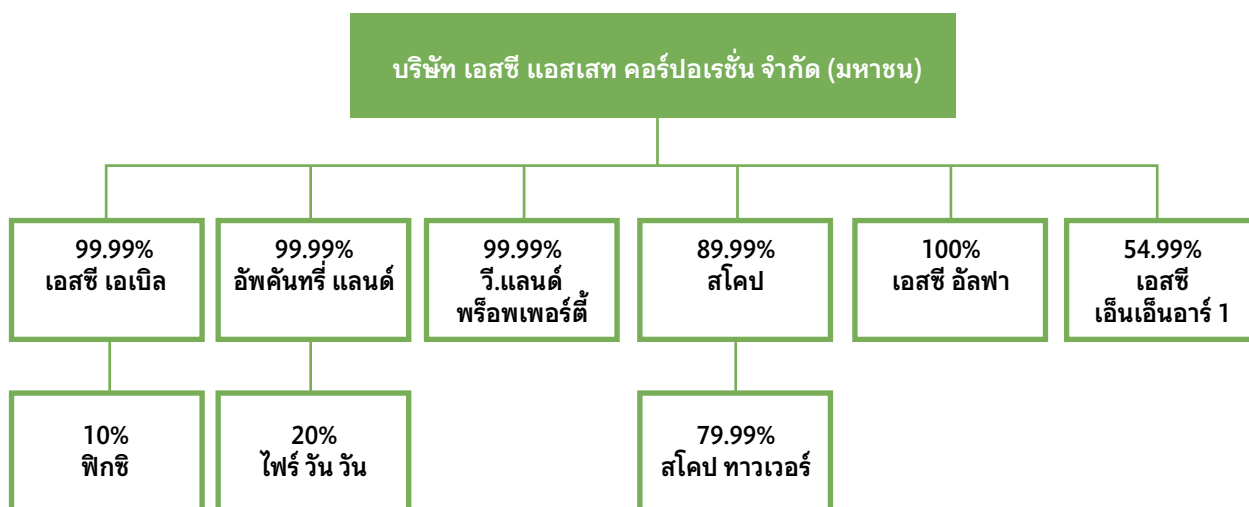 บริษัท เอสซี แอสเสท คอร์ปอเรชั่น จำกัด (มหาชน)
99.99%
เอสซี เอเบิล
99.99%
อัพคันทรี่ แลนด์
99.99%
วี.แลนด์
พร็อพเพอร์ตี้
89.99%
สโคป
100%
เอสซี อัลฟา
54.99%
เอสซี
เอ็นเอ็นอาร์ 1
10%
ฟิกซิ
20%
ไฟร์ วัน วัน
79.99%
สโคป ทาวเวอร์